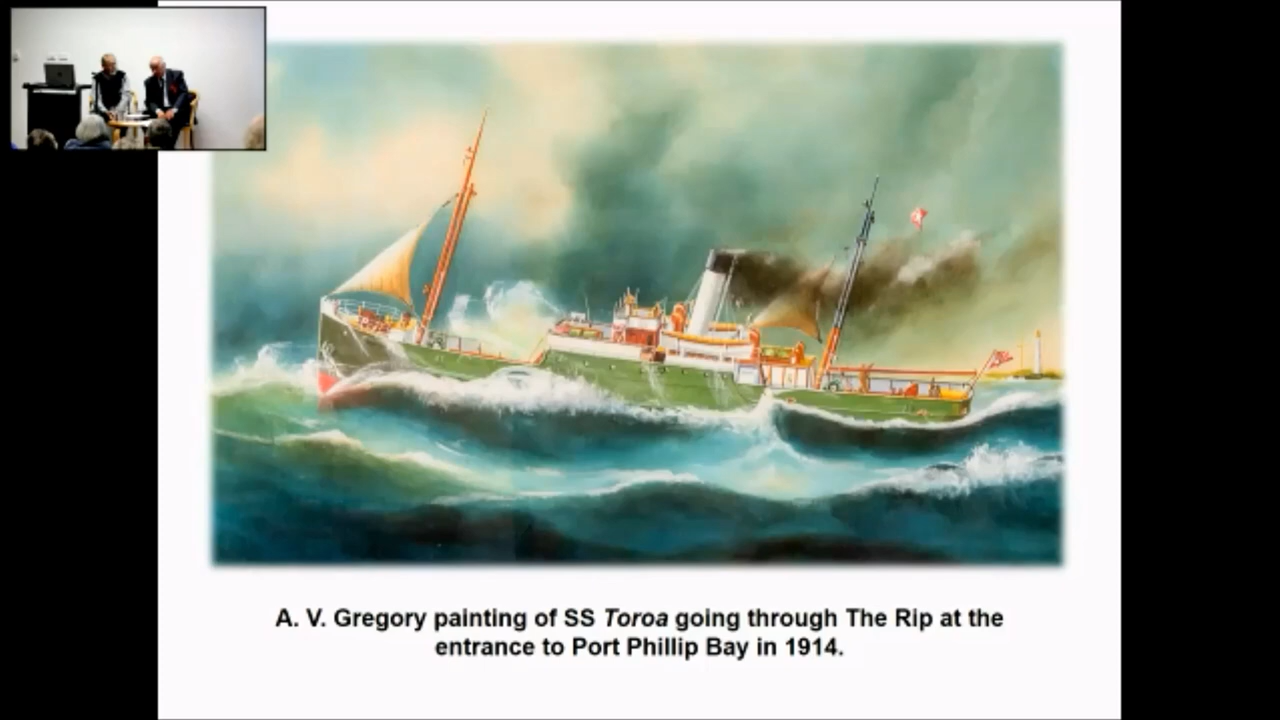 A. V. Gregory painting of SS Toroa going through The Rip at the
entrance to Port Phillip Bay in 1914.